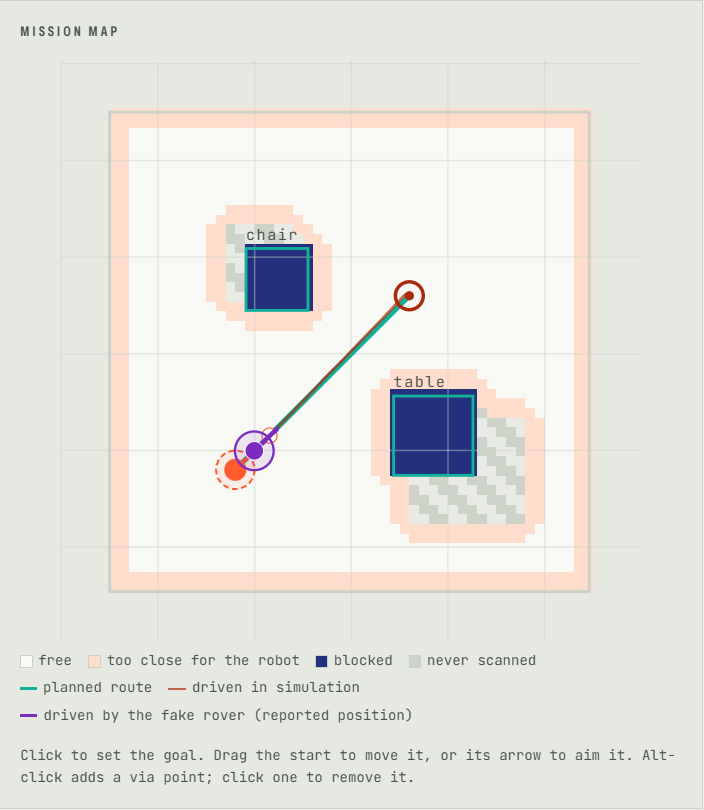 MISSION MAP
chair
table
free too close for the robot blocked never scanned
planned route driven in simulation
driven by the fake rover (reported position)
Click to set the goal. Drag the start to move it, or its arrow to aim it. Alt-
click adds a via point; click one to remove it.